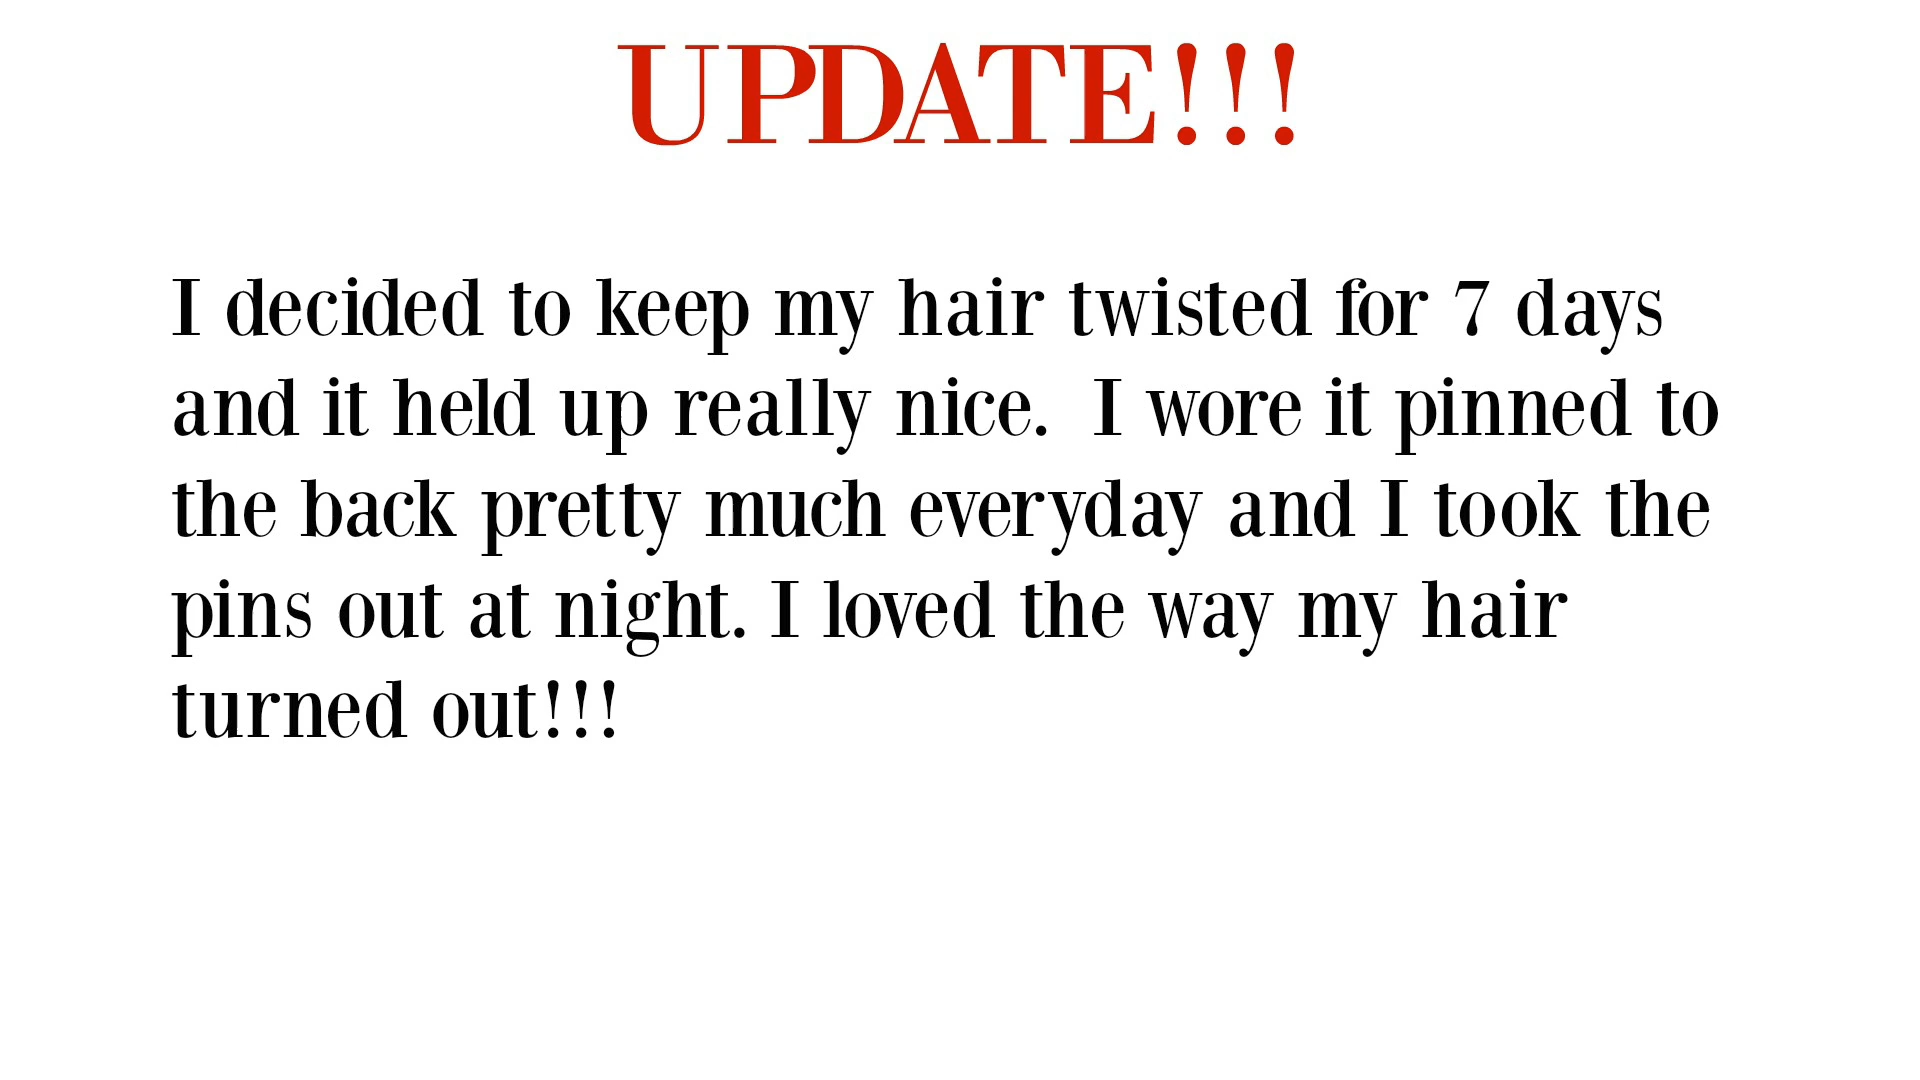 UPDATE!!!
I decided to keep my hair twisted for 7 days
and it held up really nice.  I wore it pinned to
the back pretty much everyday and I took the
pins out at night. I loved the way my hair
turned out!!!